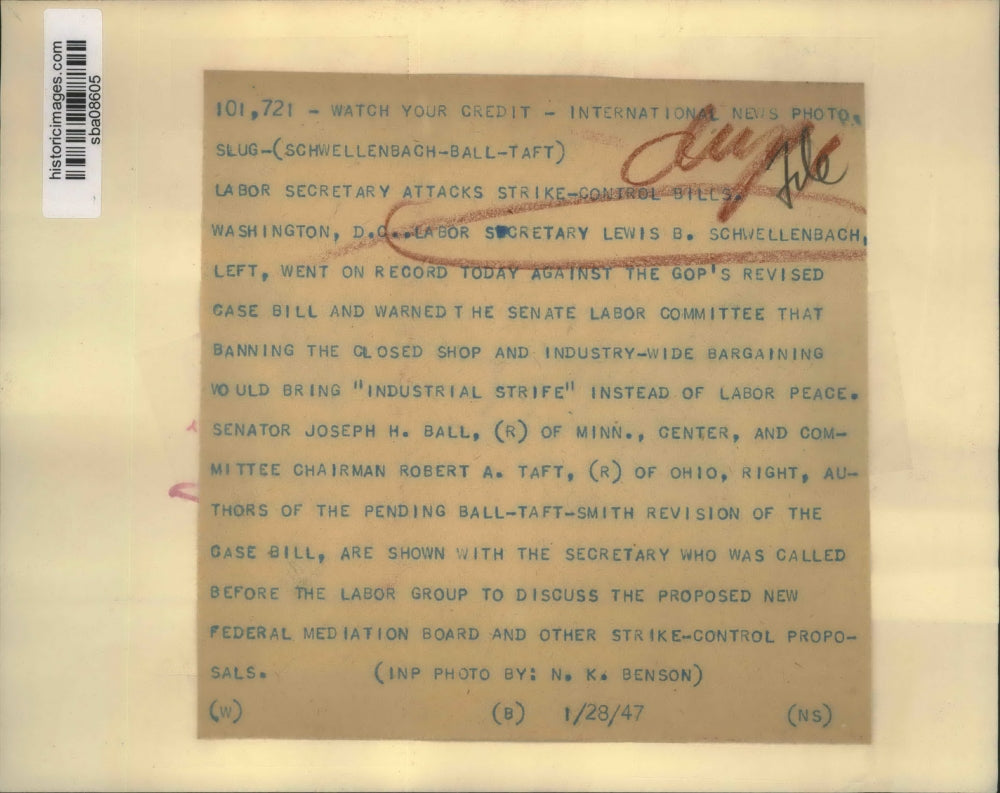 historicimages.com
sba08605
101,721 - WATCH YOUR CREDIT - INTERNATIONAL NEWS PHOTO.
SLUG-(SCHWELLENBACH-BALL-TAFT)
file
LABOR SECRETARY ATTACKS STRIKE-CONTROL BILLS.
WASHINGTON, D.C..LABOR SECRETARY LEWIS B. SCHWELLENBACH,
LEFT, WENT ON RECORD TODAY AGAINST THE GOP'S REVISED
CASE BILL AND WARNED T HE SENATE LABOR COMMITTEE THAT
BANNING THE CLOSED SHOP AND INDUSTRY-WIDE BARGAINING
WO ULD BRING "INDUSTRIAL STRIFE" INSTEAD OF LABOR PEACE.
SENATOR JOSEPH H. BALL, (R) OF MINN., CENTER, AND COM-
MITTEE CHAIRMAN ROBERT A. TAFT, (R) OF OHIO, RIGHT, AU-
THORS OF THE PENDING BALL-TAFT-SMITH REVISION OF THE
CASE BILL, ARE SHOWN WITH THE SECRETARY WHO WAS CALLED
BEFORE THE LABOR GROUP TO DISCUSS THE PROPOSED NEW
FEDERAL MEDIATION BOARD AND OTHER STRIKE-CONTROL PROPO-
SALS. (INP PHOTO BY: N. K. BENSON)
(W) (B) 1/28/47 (NS)